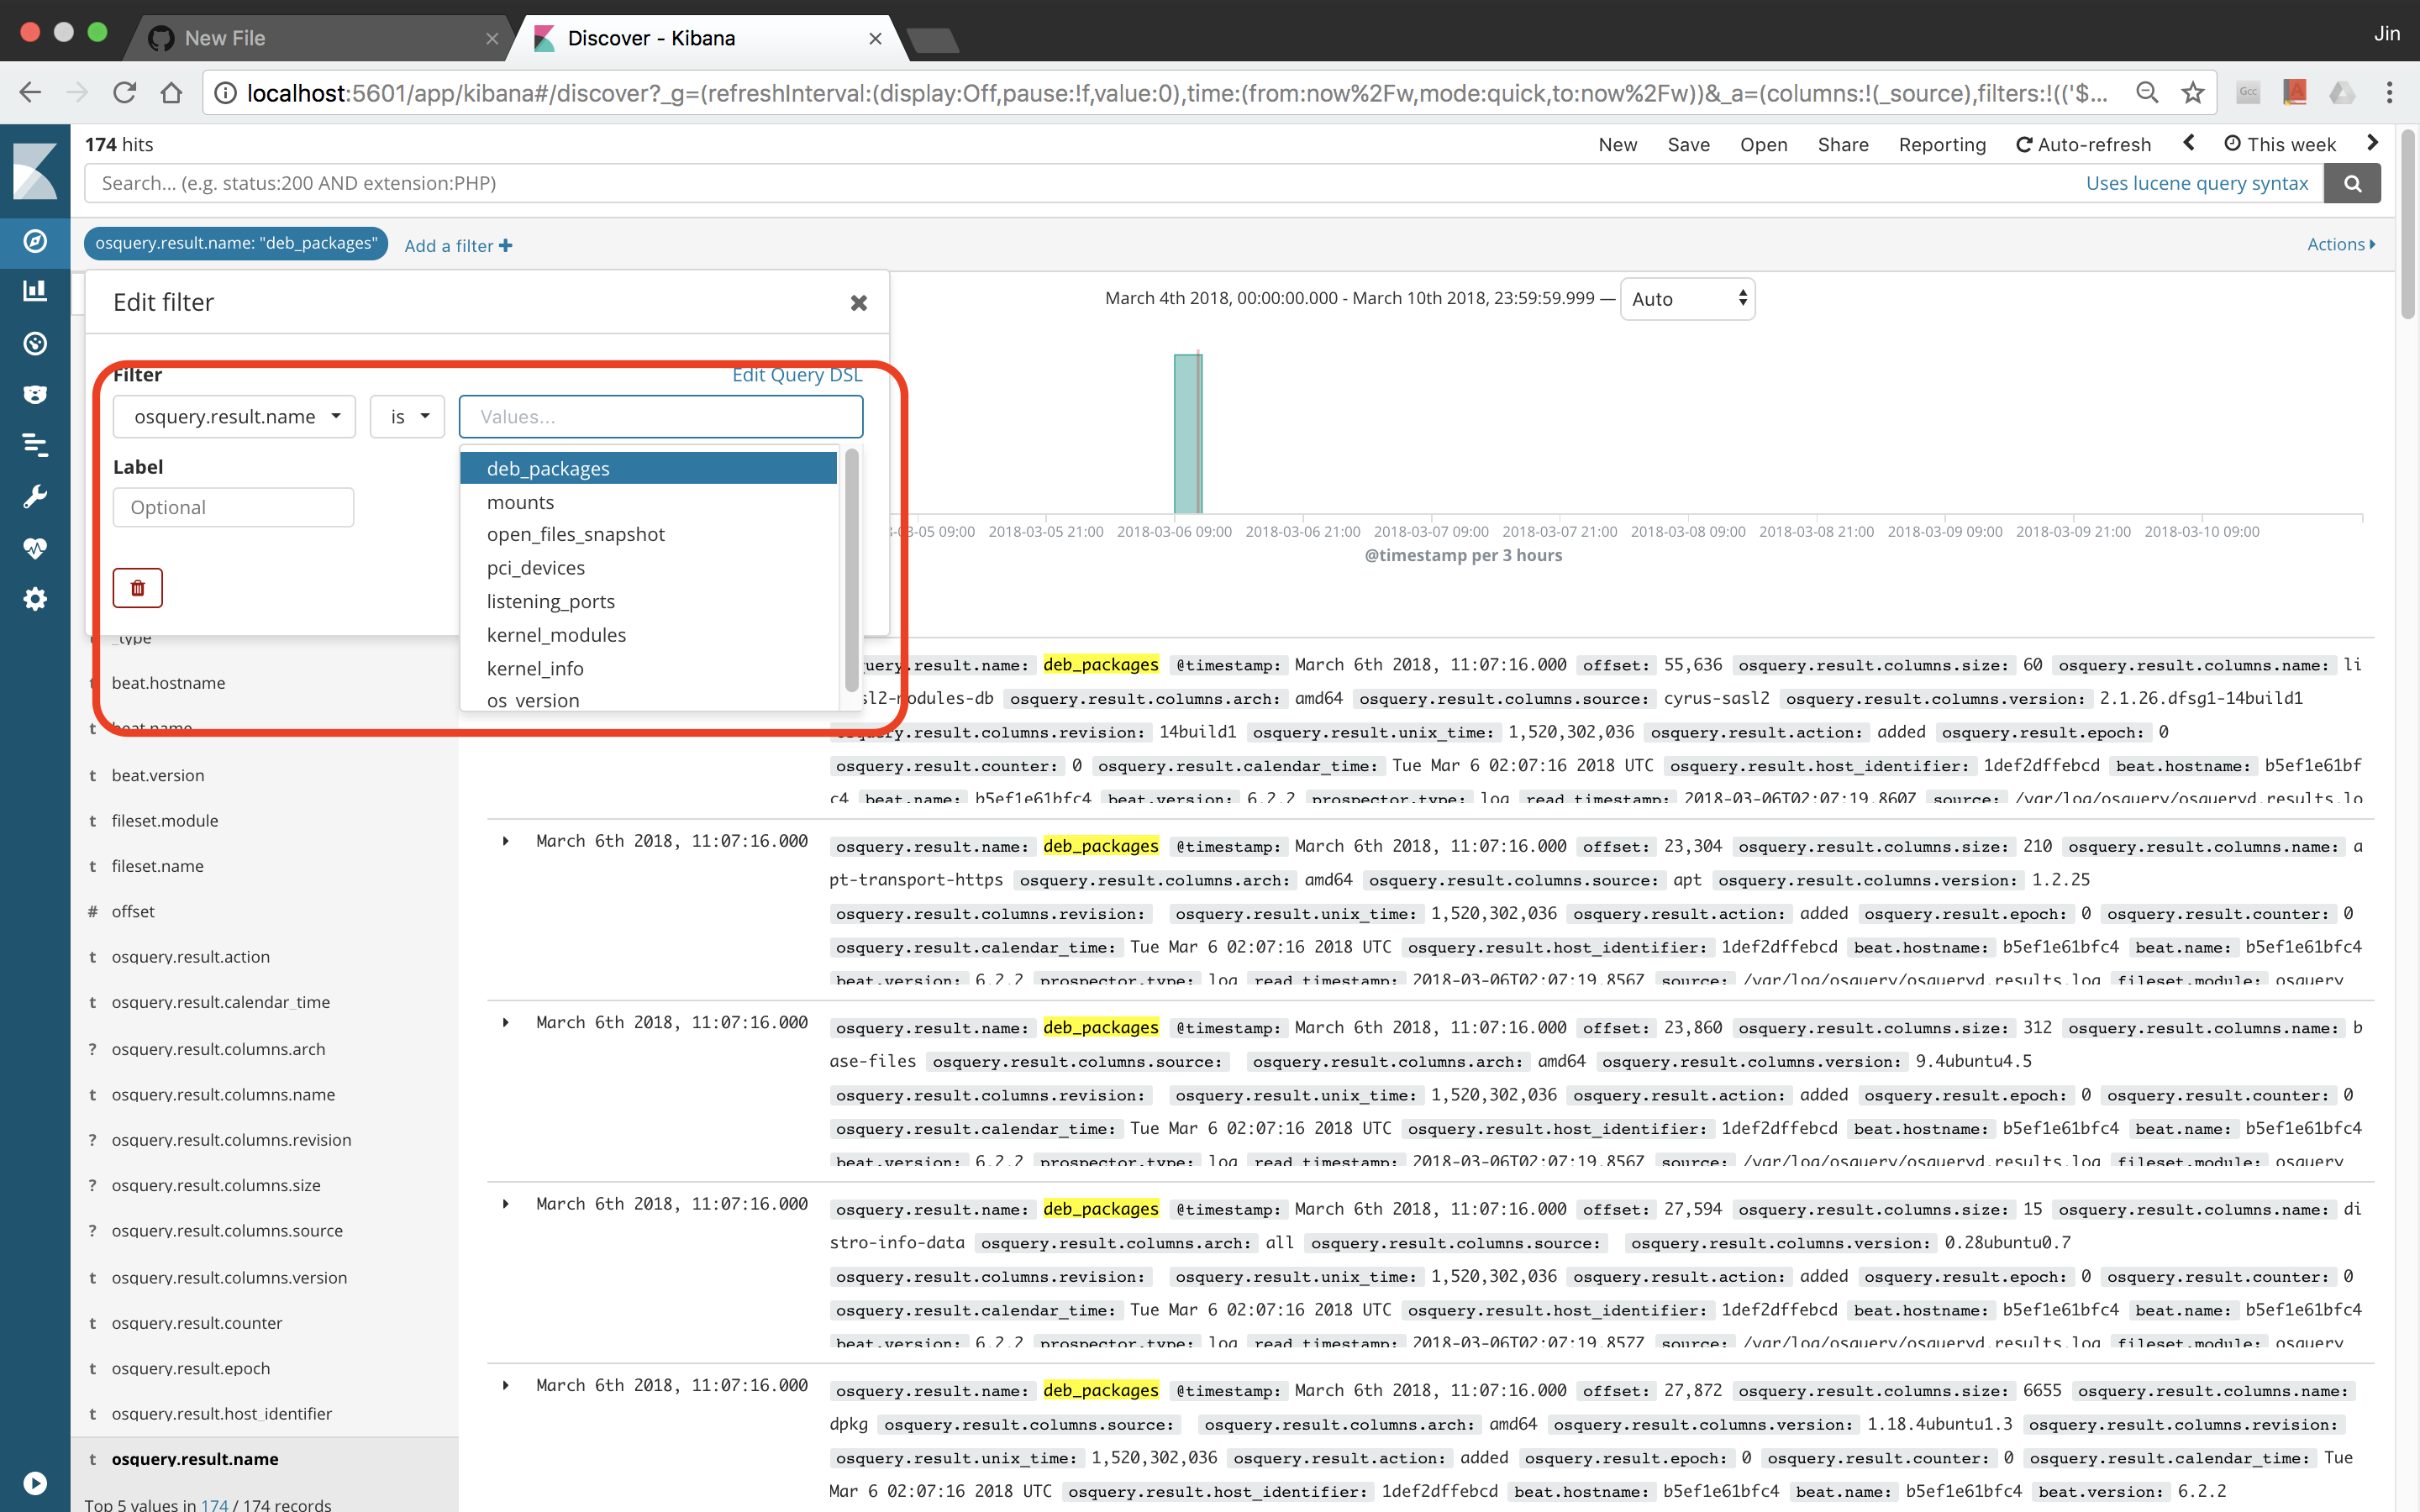 New File
Discover - Kibana
Jin
localhost:5601/app/kibana#/discover?_g=(refreshInterval:(display:Off,pause:!f,value:0),time:(from:now%2Fw,mode:quick,to:now%2Fw))&_a=(columns:!(_source),filters:!(('$...
174 hits
New Save Open Share Reporting Auto-refresh This week
Search... (e.g. status:200 AND extension:PHP)
Uses lucene query syntax
osquery.result.name: "deb_packages"
Add a filter
Actions
Edit filter
March 4th 2018, 00:00:00.000 - March 10th 2018, 23:59:59.999 — Auto
Filter
Edit Query DSL
osquery.result.name
is
Values...
Label
Optional
deb_packages
mounts
open_files_snapshot
pci_devices
listening_ports
kernel_modules
kernel_info
os_version
-03-05 09:00 2018-03-05 21:00 2018-03-06 09:00 2018-03-06 21:00 2018-03-07 09:00 2018-03-07 21:00 2018-03-08 09:00 2018-03-08 21:00 2018-03-09 09:00 2018-03-09 21:00 2018-03-10 09:00
@timestamp per 3 hours
_type
t beat.hostname
t beat.name
t beat.version
t fileset.module
t fileset.name
# offset
t osquery.result.action
t osquery.result.calendar_time
? osquery.result.columns.arch
t osquery.result.columns.name
? osquery.result.columns.revision
? osquery.result.columns.size
? osquery.result.columns.source
t osquery.result.columns.version
t osquery.result.counter
t osquery.result.epoch
t osquery.result.host_identifier
t osquery.result.name
Top 5 values in 174 / 174 records
uery.result.name: deb_packages @timestamp: March 6th 2018, 11:07:16.000 offset: 55,636 osquery.result.columns.size: 60 osquery.result.columns.name: li
sl2-modules-db osquery.result.columns.arch: amd64 osquery.result.columns.source: cyrus-sasl2 osquery.result.columns.version: 2.1.26.dfsg1-14build1
osquery.result.columns.revision: 14build1 osquery.result.unix_time: 1,520,302,036 osquery.result.action: added osquery.result.epoch: 0
osquery.result.counter: 0 osquery.result.calendar_time: Tue Mar 6 02:07:16 2018 UTC osquery.result.host_identifier: 1def2dffebcd beat.hostname: b5ef1e61bf
c4 beat.name: b5ef1e61bfc4 beat.version: 6.2.2 prospector.type: log read_timestamp: 2018-03-06T02:07:19.860Z source: /var/log/osquery/osqueryd.results.lo
March 6th 2018, 11:07:16.000
osquery.result.name: deb_packages @timestamp: March 6th 2018, 11:07:16.000 offset: 23,304 osquery.result.columns.size: 210 osquery.result.columns.name: a
pt-transport-https osquery.result.columns.arch: amd64 osquery.result.columns.source: apt osquery.result.columns.version: 1.2.25
osquery.result.columns.revision: osquery.result.unix_time: 1,520,302,036 osquery.result.action: added osquery.result.epoch: 0 osquery.result.counter: 0
osquery.result.calendar_time: Tue Mar 6 02:07:16 2018 UTC osquery.result.host_identifier: 1def2dffebcd beat.hostname: b5ef1e61bfc4 beat.name: b5ef1e61bfc4
beat.version: 6.2.2 prospector.type: log read_timestamp: 2018-03-06T02:07:19.856Z source: /var/log/osquery/osqueryd.results.log fileset.module: osquery
March 6th 2018, 11:07:16.000
osquery.result.name: deb_packages @timestamp: March 6th 2018, 11:07:16.000 offset: 23,860 osquery.result.columns.size: 312 osquery.result.columns.name: b
ase-files osquery.result.columns.source: osquery.result.columns.arch: amd64 osquery.result.columns.version: 9.4ubuntu4.5
osquery.result.columns.revision: osquery.result.unix_time: 1,520,302,036 osquery.result.action: added osquery.result.epoch: 0 osquery.result.counter: 0
osquery.result.calendar_time: Tue Mar 6 02:07:16 2018 UTC osquery.result.host_identifier: 1def2dffebcd beat.hostname: b5ef1e61bfc4 beat.name: b5ef1e61bfc4
beat.version: 6.2.2 prospector.type: log read_timestamp: 2018-03-06T02:07:19.856Z source: /var/log/osquery/osqueryd.results.log fileset.module: osquery
March 6th 2018, 11:07:16.000
osquery.result.name: deb_packages @timestamp: March 6th 2018, 11:07:16.000 offset: 27,594 osquery.result.columns.size: 15 osquery.result.columns.name: di
stro-info-data osquery.result.columns.arch: all osquery.result.columns.source: osquery.result.columns.version: 0.28ubuntu0.7
osquery.result.columns.revision: osquery.result.unix_time: 1,520,302,036 osquery.result.action: added osquery.result.epoch: 0 osquery.result.counter: 0
osquery.result.calendar_time: Tue Mar 6 02:07:16 2018 UTC osquery.result.host_identifier: 1def2dffebcd beat.hostname: b5ef1e61bfc4 beat.name: b5ef1e61bfc4
beat.version: 6.2.2 prospector.type: log read_timestamp: 2018-03-06T02:07:19.857Z source: /var/log/osquery/osqueryd.results.log fileset.module: osquery
March 6th 2018, 11:07:16.000
osquery.result.name: deb_packages @timestamp: March 6th 2018, 11:07:16.000 offset: 27,872 osquery.result.columns.size: 6655 osquery.result.columns.name:
dpkg osquery.result.columns.source: osquery.result.columns.arch: amd64 osquery.result.columns.version: 1.18.4ubuntu1.3 osquery.result.columns.revision:
osquery.result.unix_time: 1,520,302,036 osquery.result.action: added osquery.result.epoch: 0 osquery.result.counter: 0 osquery.result.calendar_time: Tue
Mar 6 02:07:16 2018 UTC osquery.result.host_identifier: 1def2dffebcd beat.hostname: b5ef1e61bfc4 beat.name: b5ef1e61bfc4 beat.version: 6.2.2